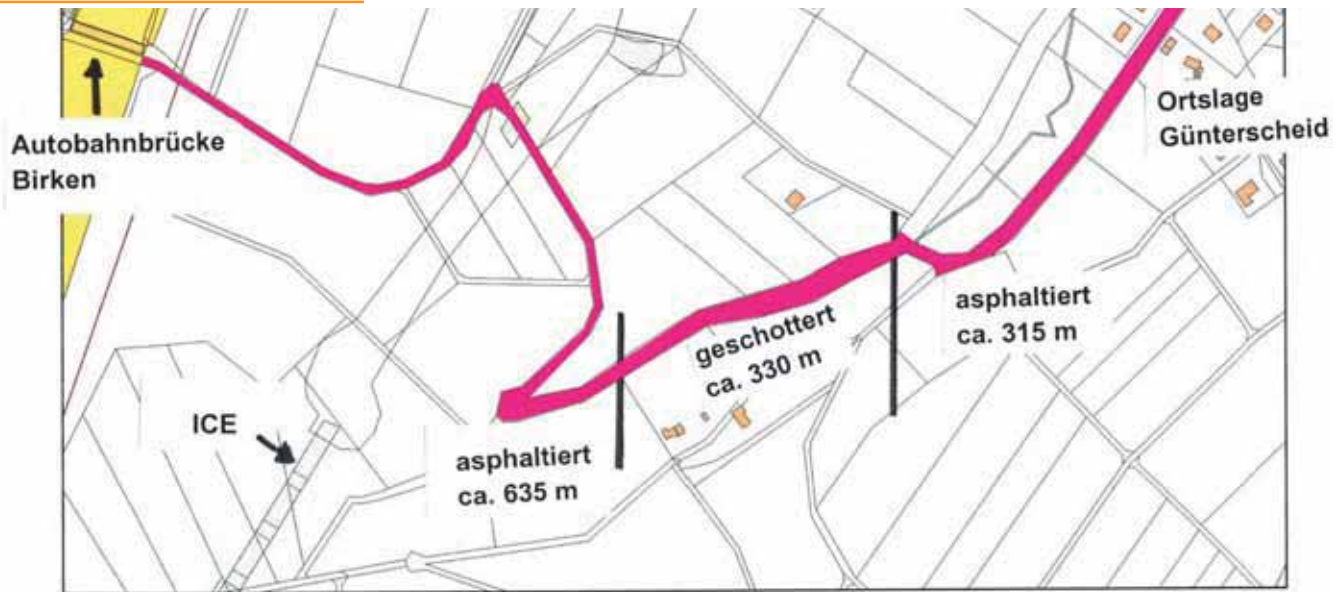 Autobahnbrücke
Birken
Ortslage
Günterscheid
asphaltiert
ca. 315 m
geschottert
ca. 330 m
ICE
asphaltiert
ca. 635 m